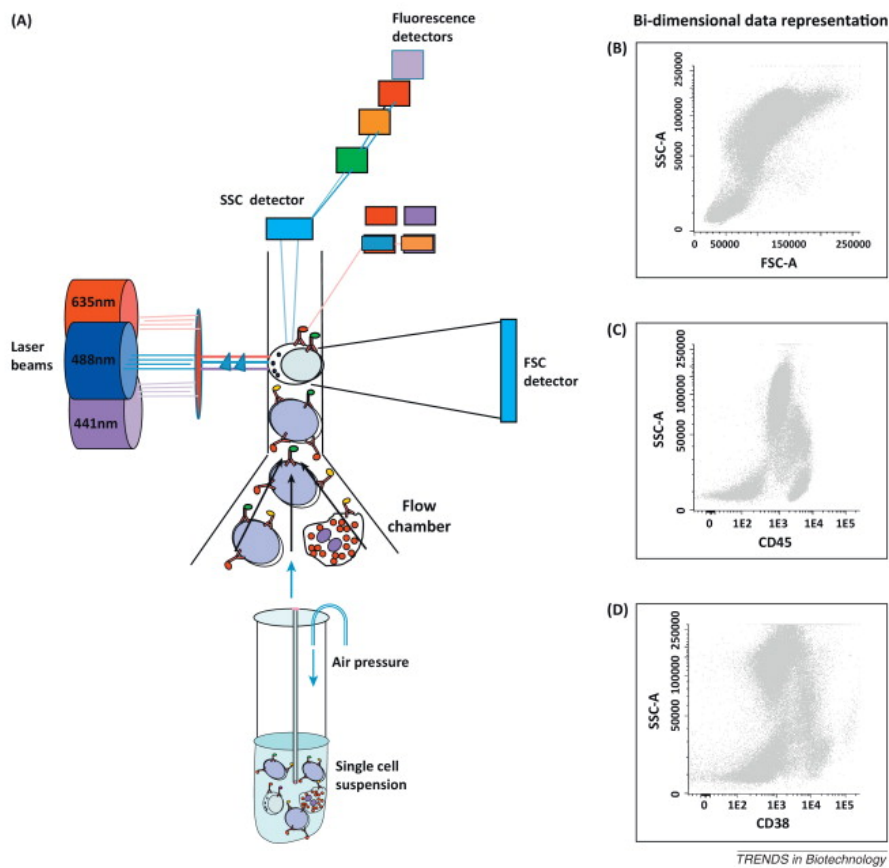 (A)
Fluorescence
detectors
SSC detector
635nm
488nm
441nm
Laser
beams
FSC
detector
Flow
chamber
Air pressure
Single cell
suspension
Bi-dimensional data representation
(B)
SSC-A
250000
100000
50000
0
50000
150000
250000
FSC-A
(C)
SSC-A
250000
100000
50000
0
0
1E2
1E3
1E4
1E5
CD45
(D)
SSC-A
250000
100000
50000
0
0
1E2
1E3
1E4
1E5
CD38
TRENDS in Biotechnology